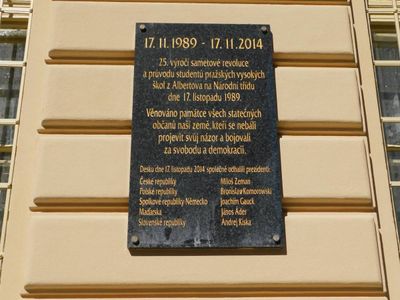 17.11.1989 - 17.11.2014
25. výročí sametové revoluce
a průvodu studentů pražských vysokých
škol z Albertova na Národní třídu
dne 17. listopadu 1989.
Věnováno památce všech statečných
občanů naší země, kteří se nebáli
projevit svůj názor a bojovali
za svobodu a demokracii.
Desku dne 17. listopadu 2014 společně odhalili prezidenti:
České republiky Miloš Zeman
Polské republiky Bronisław Komorowski
Spolkové republiky Německo Joachim Gauck
Maďarska János Áder
Slovenské republiky Andrej Kiska